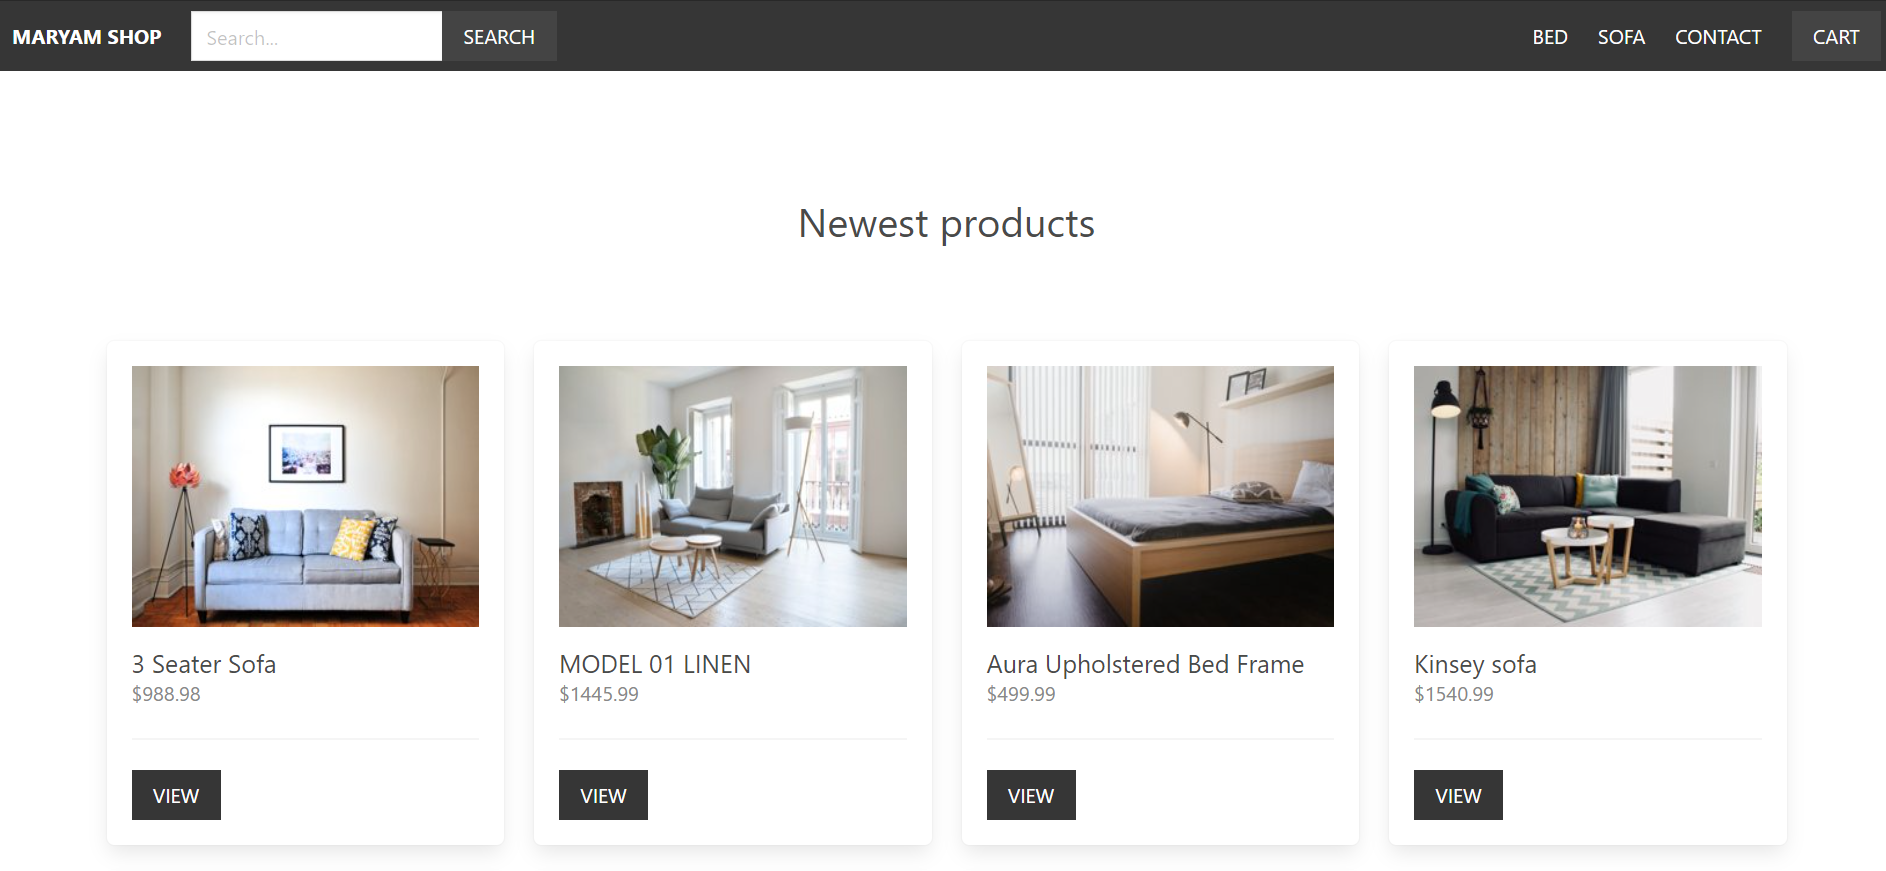 MARYAM SHOP Search... SEARCH BED SOFA CONTACT CART
Newest products
3 Seater Sofa
$988.98
VIEW
MODEL 01 LINEN
$1445.99
VIEW
Aura Upholstered Bed Frame
$499.99
VIEW
Kinsey sofa
$1540.99
VIEW